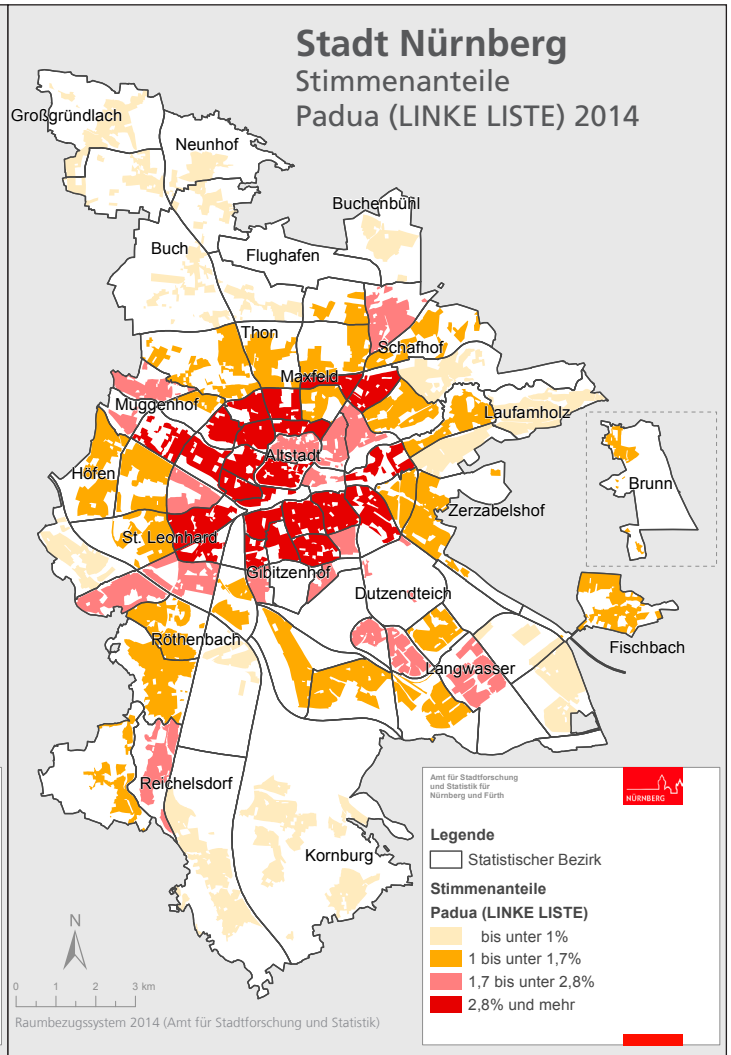 Stadt Nürnberg
Stimmenanteile
Padua (LINKE LISTE) 2014
Großgründlach
Neunhof
Buchenbühl
Buch
Flughafen
Thon
Schafhof
Maxfeld
Muggenhof
Laufamholz
Altstadt
Höfen
Brunn
Zerzabelshof
St. Leonhard
Gibitzenhof
Dutzendteich
Röthenbach
Fischbach
Langwasser
Reichelsdorf
Kornburg
N
0 1 2 3 km
Raumbezugssystem 2014 (Amt für Stadtforschung und Statistik)
Amt für Stadtforschung
und Statistik für
Nürnberg und Fürth
NÜRNBERG
Legende
Statistischer Bezirk
Stimmenanteile
Padua (LINKE LISTE)
bis unter 1%
1 bis unter 1,7%
1,7 bis unter 2,8%
2,8% und mehr